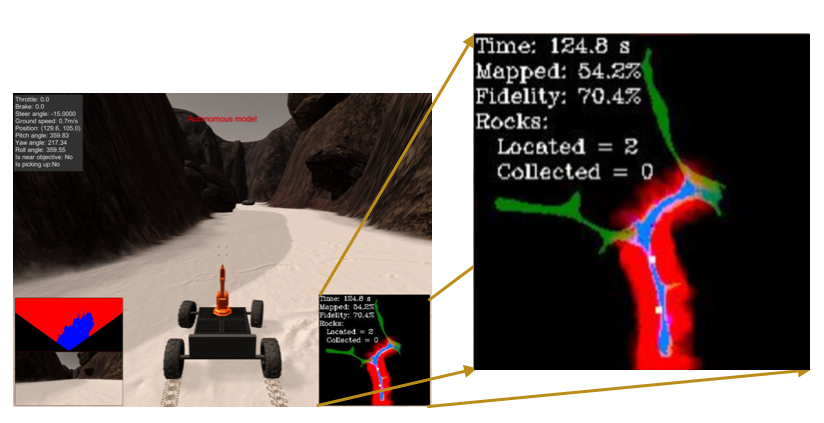 Throttle: 0.0
Brake: 0.0
Steer angle: -15.0000
Ground speed: 0.7m/s
Position: (129.6, 105.0)
Pitch angle: 359.83
Yaw angle: 217.34
Roll angle: 359.55
Is near objective: No
Is picking up:No
Autonomous mode!
Time: 124.8 s
Mapped: 54.2%
Fidelity: 70.4%
Rocks:
Located = 2
Collected = 0
Time: 124.8 s
Mapped: 54.2%
Fidelity: 70.4%
Rocks:
Located = 2
Collected = 0